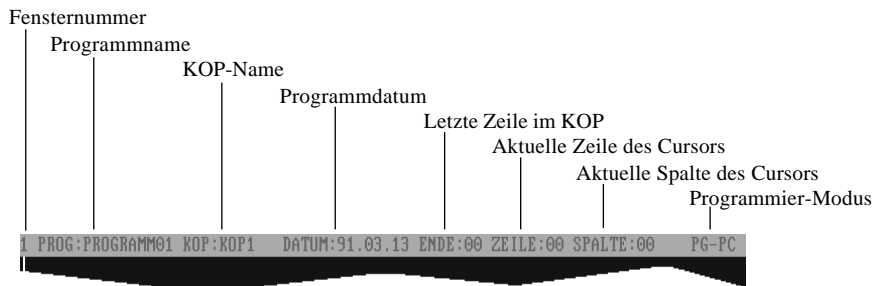 Fensternummer
Programmname
KOP-Name
Programmdatum
Letzte Zeile im KOP
Aktuelle Zeile des Cursors
Aktuelle Spalte des Cursors
Programmier-Modus
1 PROG:PROGRAMM01 KOP:KOP1 DATUM:91.03.13 ENDE:00 ZEILE:00 SPALTE:00 PG-PC